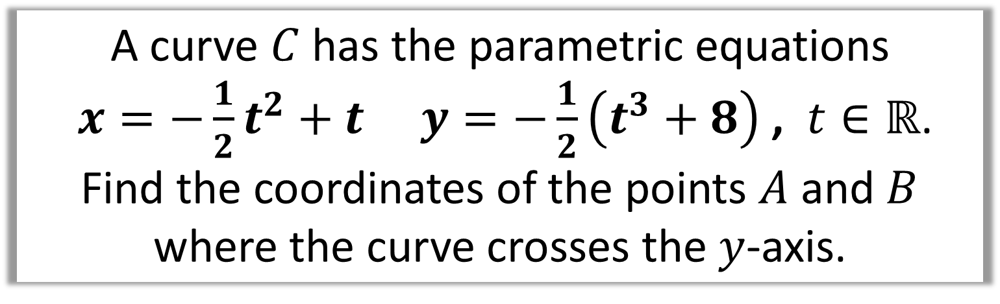 A curve C has the parametric equations
x = −½t² + t   y = −½(t³ + 8), t ∈ ℝ.
Find the coordinates of the points A and B
where the curve crosses the y-axis.